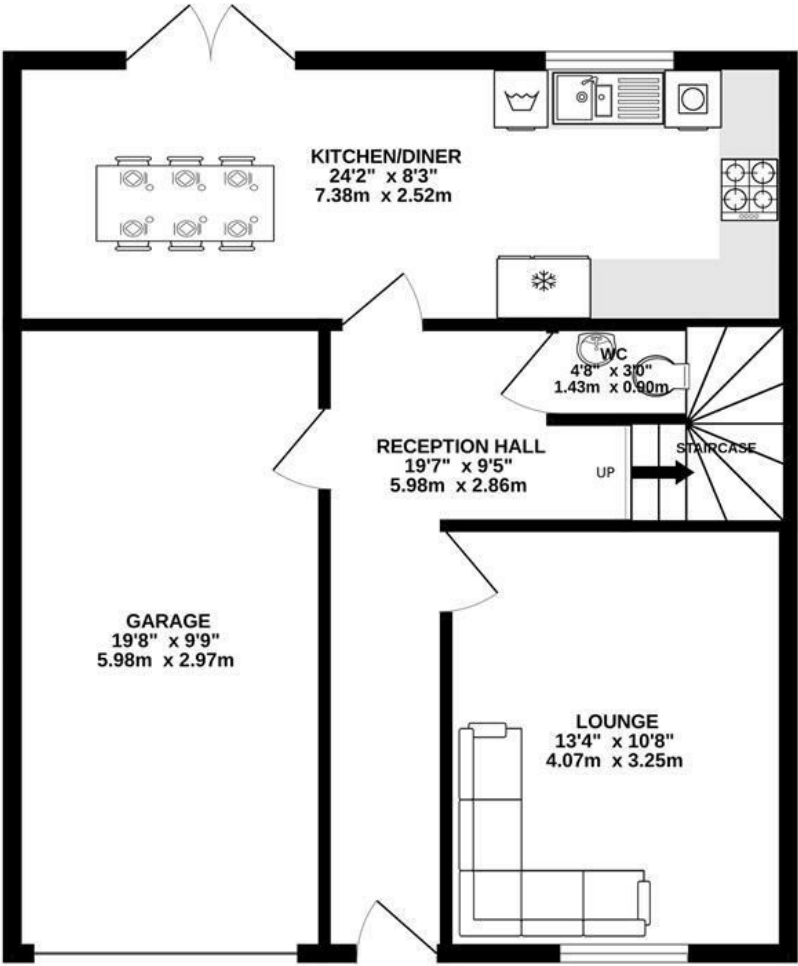 KITCHEN/DINER
24'2" x 8'3"
7.38m x 2.52m
WC
4'8" x 3'0"
1.43m x 0.90m
RECEPTION HALL
19'7" x 9'5"
5.98m x 2.86m
UP
STAIRCASE
GARAGE
19'8" x 9'9"
5.98m x 2.97m
LOUNGE
13'4" x 10'8"
4.07m x 3.25m